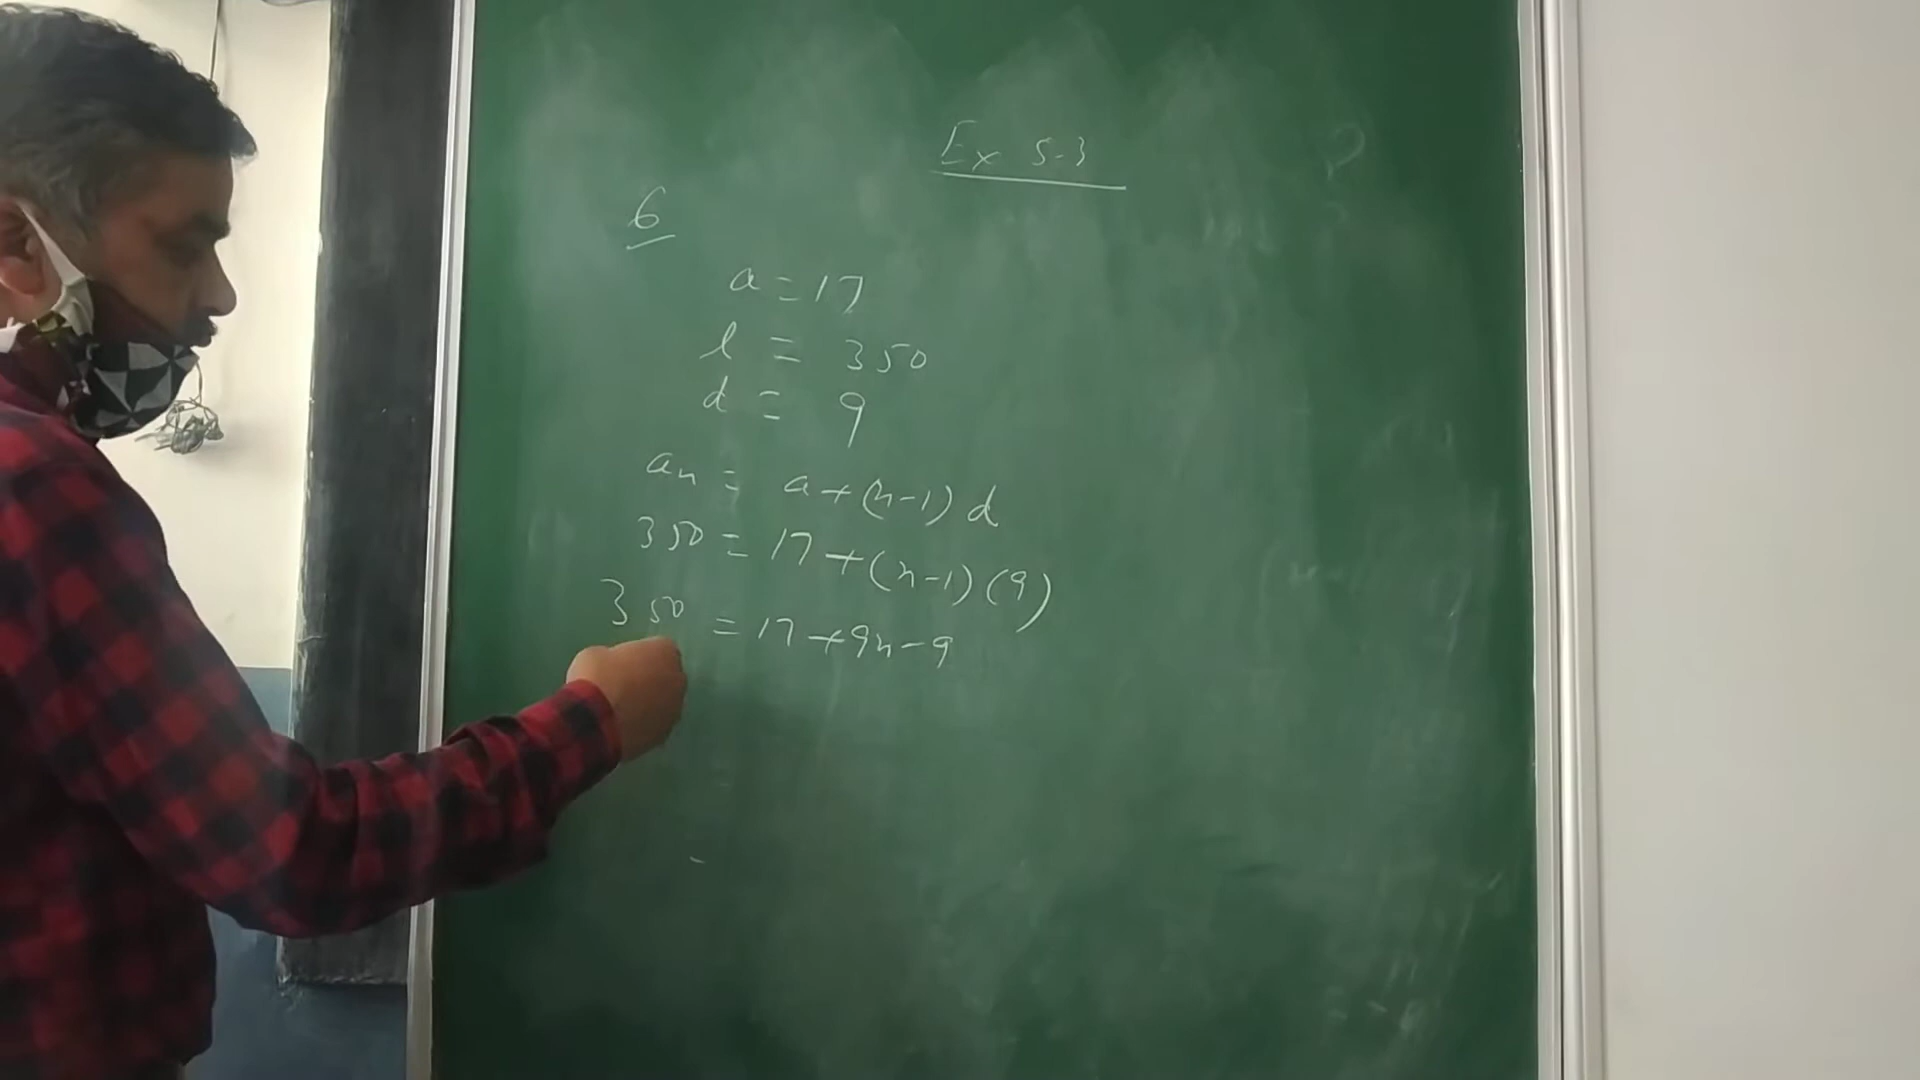 Ex 5.3
6
a = 17
l = 350
d = 9
an = a + (n-1) d
350 = 17 + (n-1) (9)
350 = 17 + 9n - 9